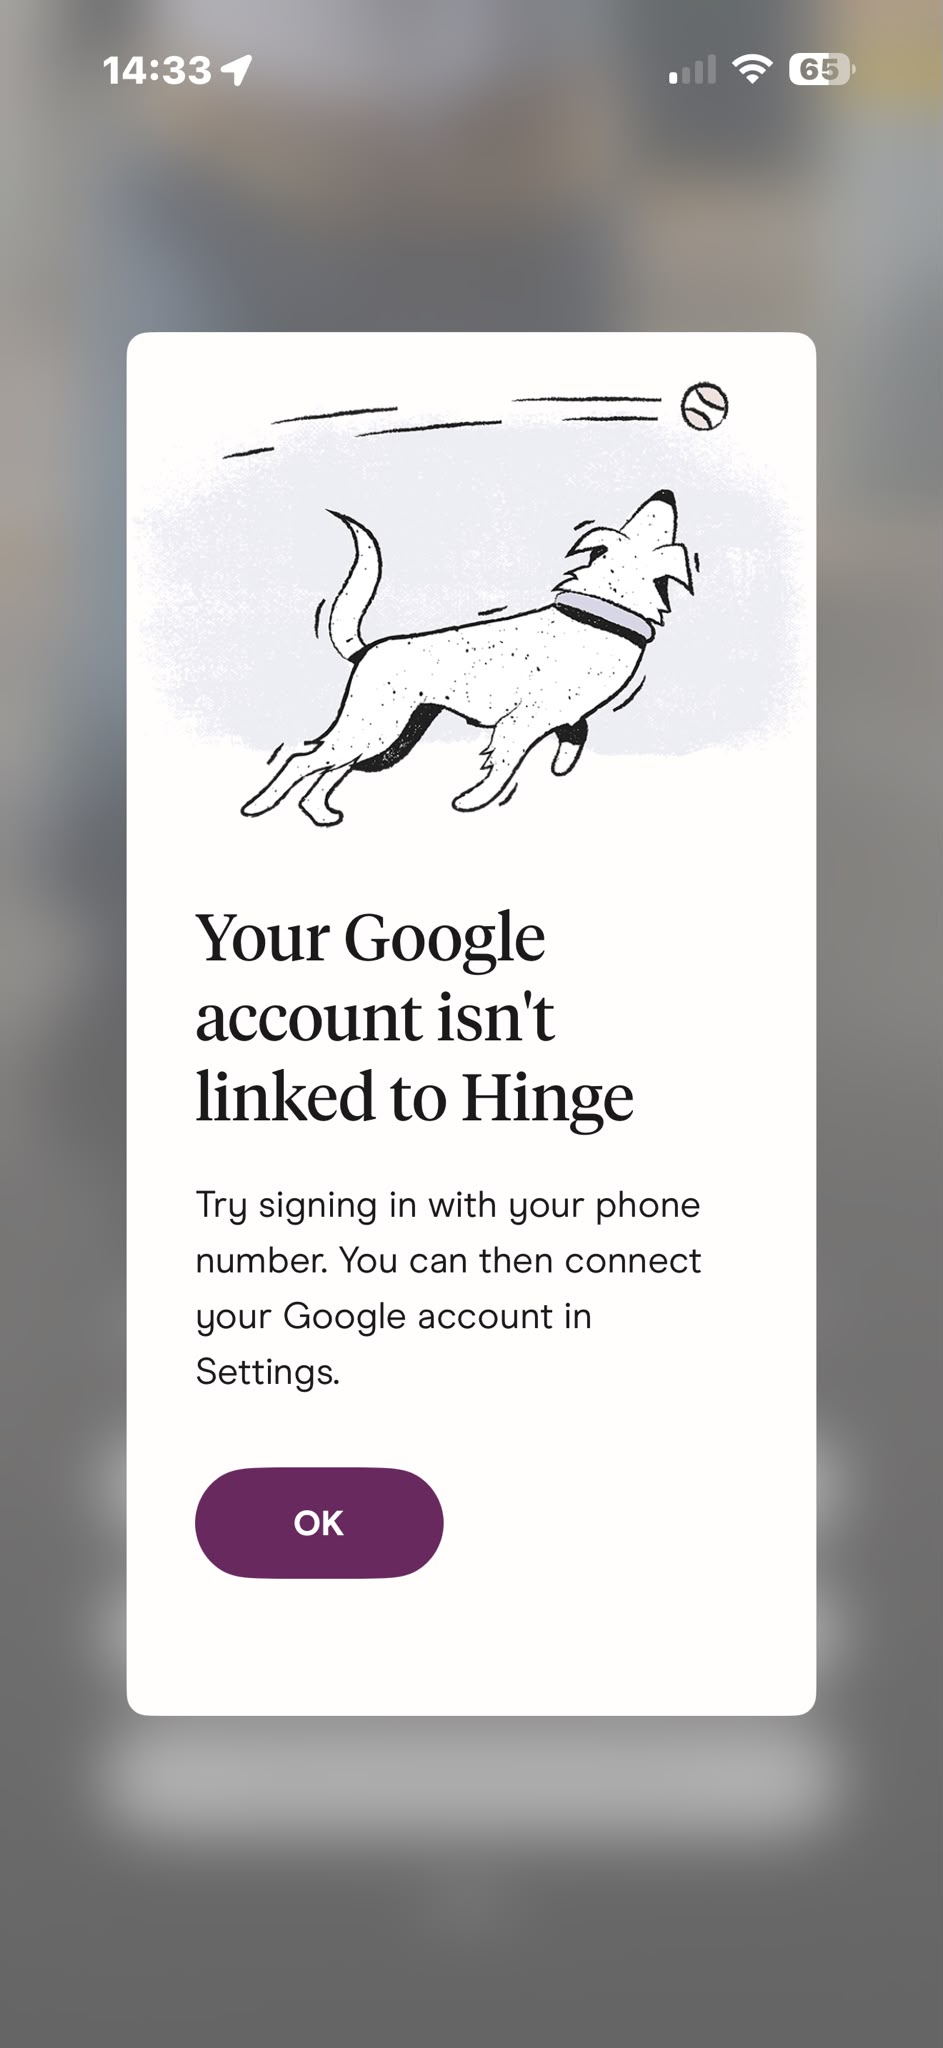 14:33
65
Your Google
account isn't
linked to Hinge
Try signing in with your phone
number. You can then connect
your Google account in
Settings.
OK